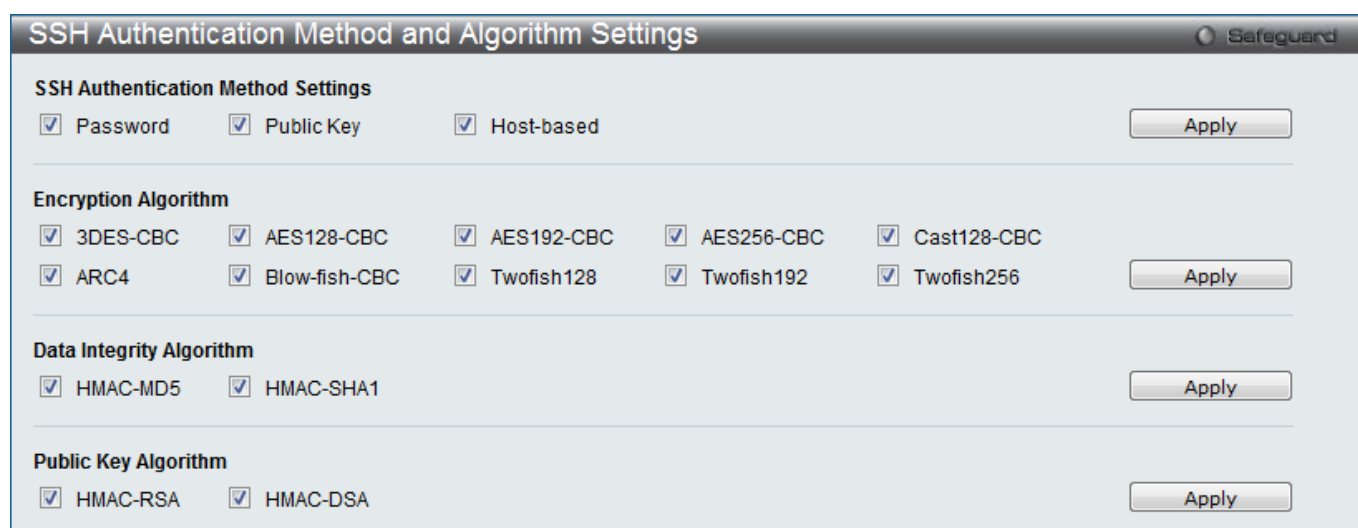 SSH Authentication Method and Algorithm Settings Safeguard
SSH Authentication Method Settings
Password Public Key Host-based Apply
Encryption Algorithm
3DES-CBC AES128-CBC AES192-CBC AES256-CBC Cast128-CBC
ARC4 Blow-fish-CBC Twofish128 Twofish192 Twofish256 Apply
Data Integrity Algorithm
HMAC-MD5 HMAC-SHA1 Apply
Public Key Algorithm
HMAC-RSA HMAC-DSA Apply